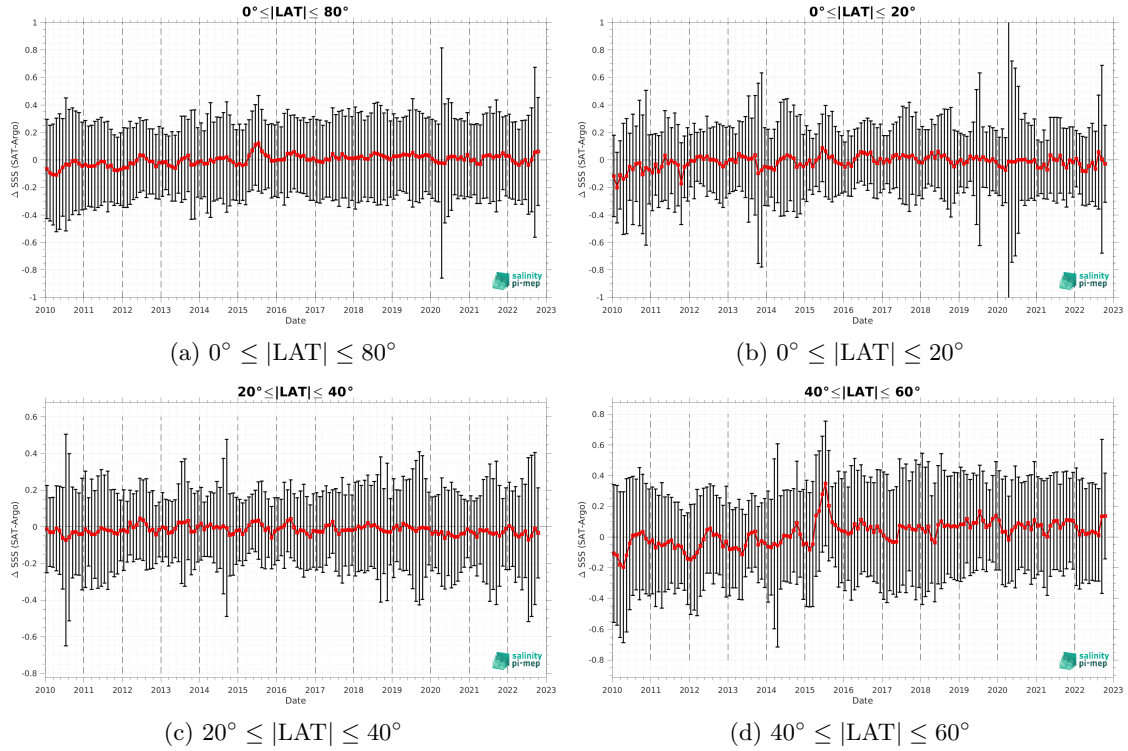 0°≤|LAT|≤ 80°
Δ SSS (SAT-Argo)
1
0.8
0.6
0.4
0.2
0
-0.2
-0.4
-0.6
-0.8
-1
2010 2011 2012 2013 2014 2015 2016 2017 2018 2019 2020 2021 2022 2023
Date
salinity
pi-mep
(a) 0° ≤ |LAT| ≤ 80°
0°≤|LAT|≤ 20°
Δ SSS (SAT-Argo)
1
0.8
0.6
0.4
0.2
0
-0.2
-0.4
-0.6
-0.8
-1
2010 2011 2012 2013 2014 2015 2016 2017 2018 2019 2020 2021 2022 2023
Date
salinity
pi-mep
(b) 0° ≤ |LAT| ≤ 20°
20°≤|LAT|≤ 40°
Δ SSS (SAT-Argo)
0.6
0.4
0.2
0
-0.2
-0.4
-0.6
-0.8
2010 2011 2012 2013 2014 2015 2016 2017 2018 2019 2020 2021 2022 2023
Date
salinity
pi-mep
(c) 20° ≤ |LAT| ≤ 40°
40°≤|LAT|≤ 60°
Δ SSS (SAT-Argo)
0.8
0.6
0.4
0.2
0
-0.2
-0.4
-0.6
-0.8
2010 2011 2012 2013 2014 2015 2016 2017 2018 2019 2020 2021 2022 2023
Date
salinity
pi-mep
(d) 40° ≤ |LAT| ≤ 60°